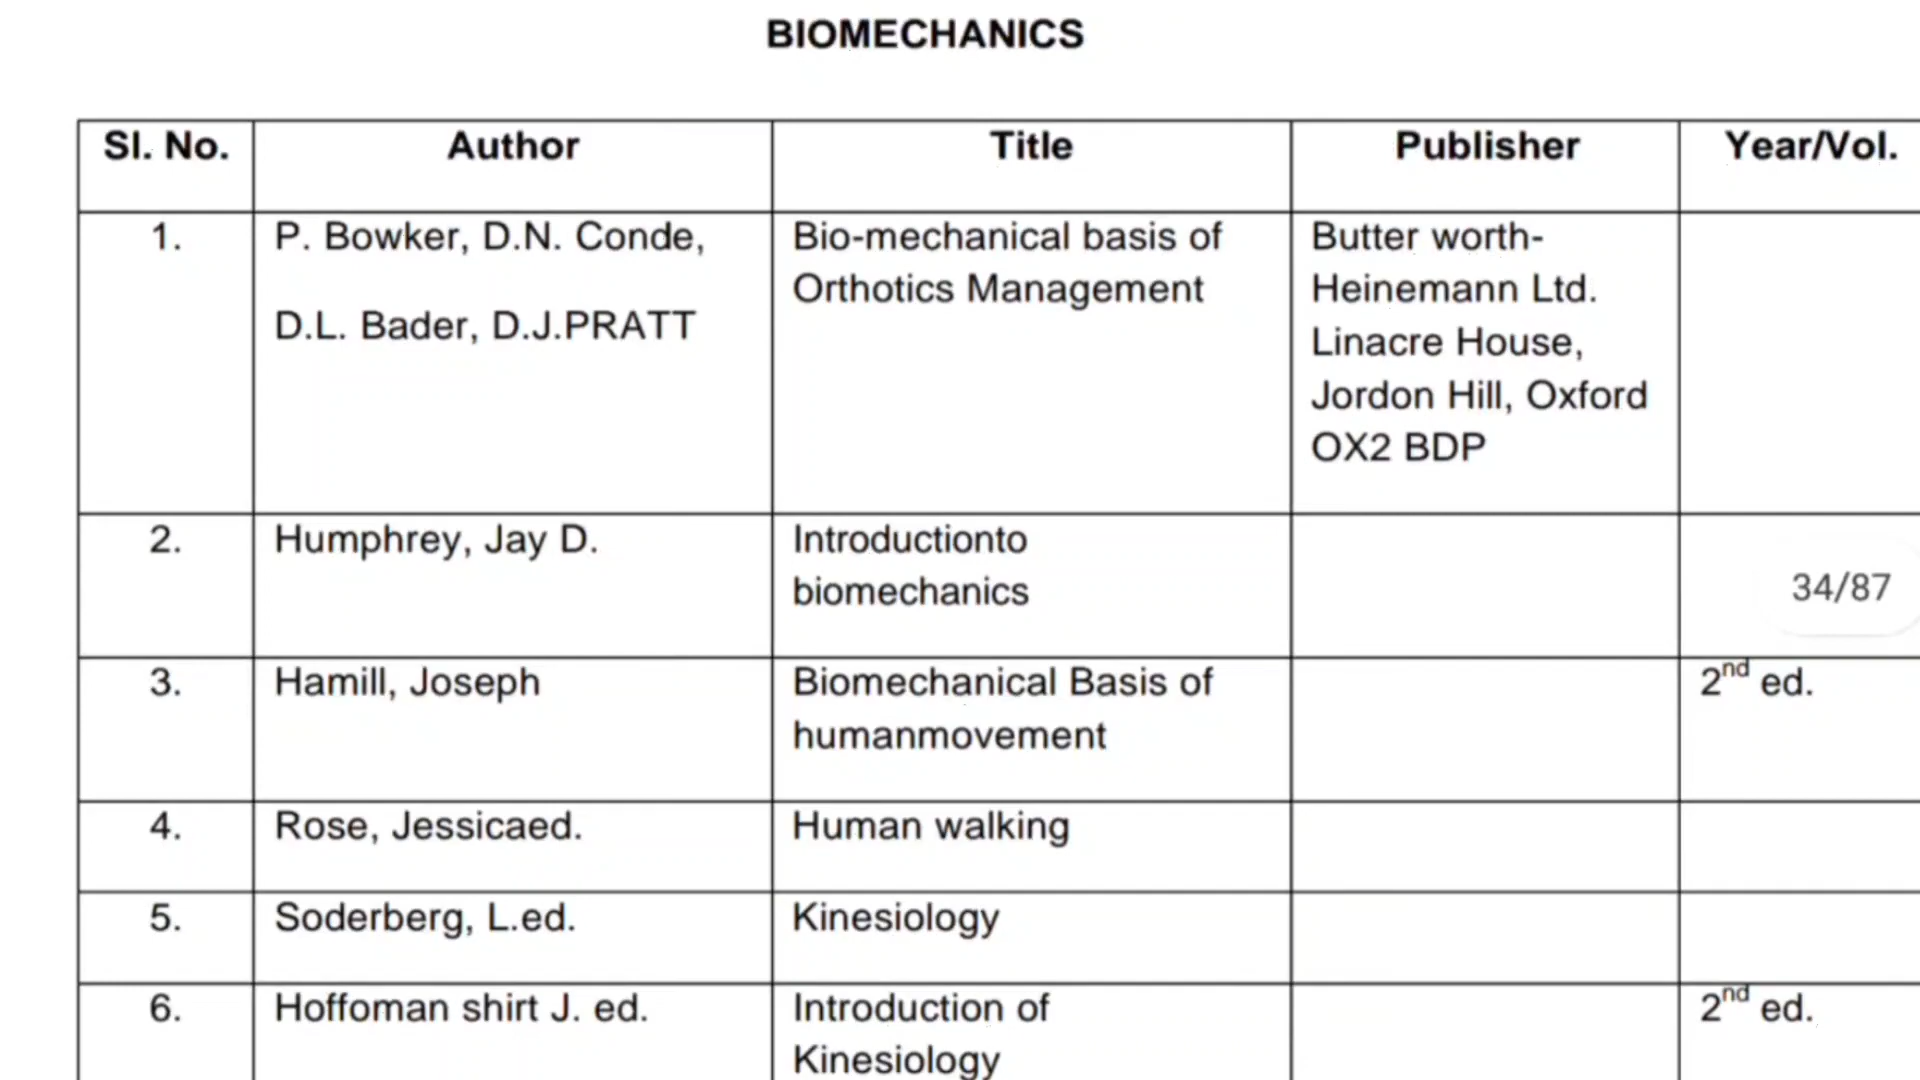 BIOMECHANICS
Sl. No. Author Title Publisher Year/Vol.
1. P. Bowker, D.N. Conde, Bio-mechanical basis of Butter worth-
Orthotics Management Heinemann Ltd.
D.L. Bader, D.J.PRATT Linacre House,
Jordon Hill, Oxford
OX2 BDP
2. Humphrey, Jay D. Introductionto
biomechanics 34/87
3. Hamill, Joseph Biomechanical Basis of 2nd ed.
humanmovement
4. Rose, Jessicaed. Human walking
5. Soderberg, L.ed. Kinesiology
6. Hoffoman shirt J. ed. Introduction of 2nd ed.
Kinesiology